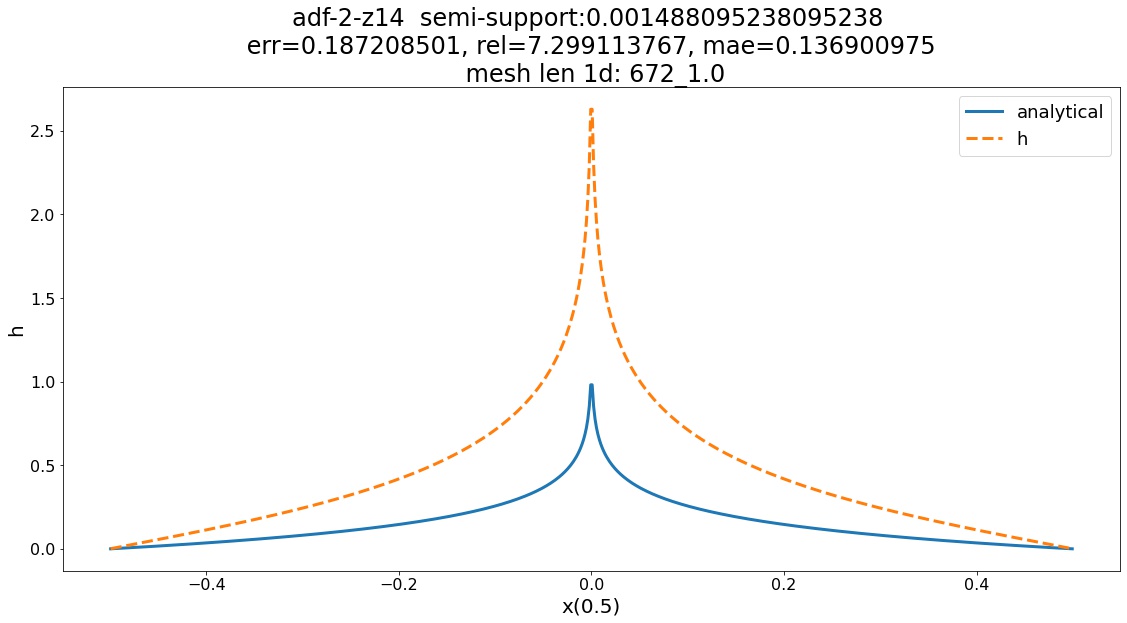 adf-2-z14  semi-support:0.001488095238095238
err=0.187208501, rel=7.299113767, mae=0.136900975
mesh len 1d: 672_1.0
analytical
h
2.5
2.0
1.5
1.0
0.5
0.0
h
−0.4
−0.2
0.0
0.2
0.4
x(0.5)